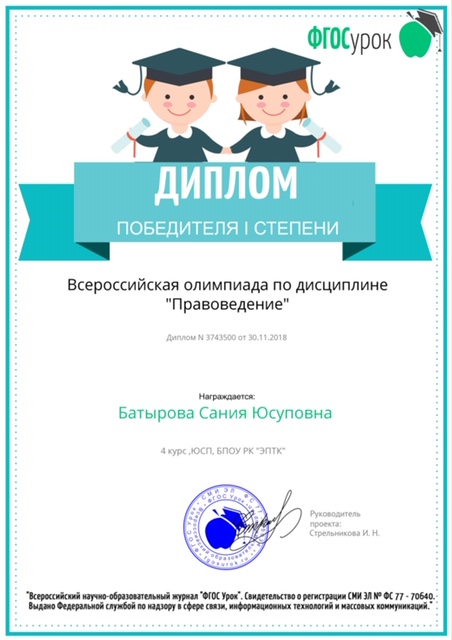 ФГОСурок
ДИПЛОМ
ПОБЕДИТЕЛЯ I СТЕПЕНИ
Всероссийская олимпиада по дисциплине
"Правоведение"
Диплом N 3743500 от 30.11.2018
Награждается:
Батырова Сания Юсуповна
4 курс ,ЮСП, БПОУ РК "ЭПТК"
Руководитель
проекта:
Стрельникова И. Н.
"Всероссийский научно-образовательный журнал "ФГОС Урок". Свидетельство о регистрации СМИ ЭЛ № ФС 77 - 70640.
Выдано Федеральной службой по надзору в сфере связи, информационных технологий и массовых коммуникаций."